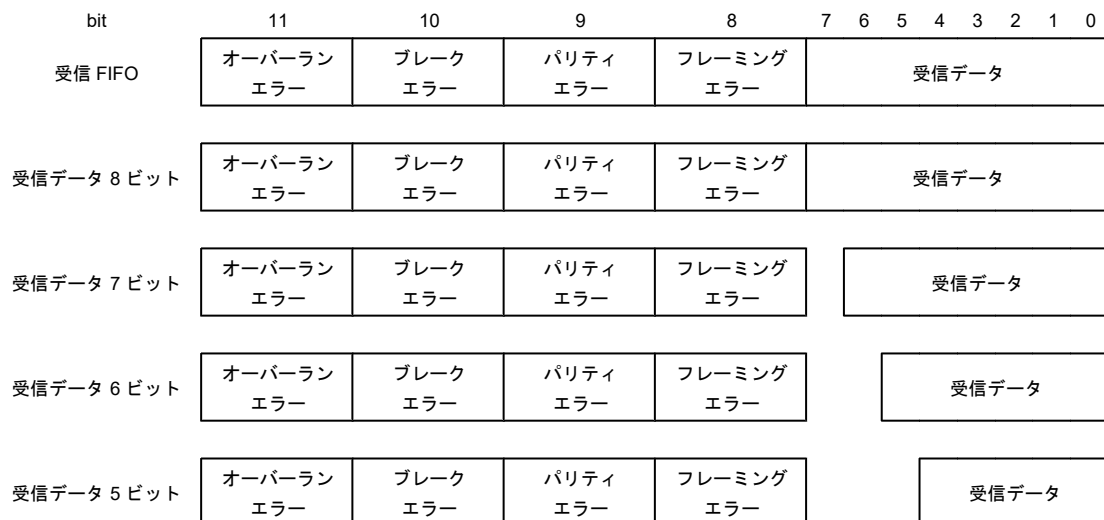 bit 11 10 9 8 7 6 5 4 3 2 1 0
受信 FIFO オーバーラン ブレーク パリティ フレーミング 受信データ
エラー エラー エラー エラー
受信データ 8 ビット オーバーラン ブレーク パリティ フレーミング 受信データ
エラー エラー エラー エラー
受信データ 7 ビット オーバーラン ブレーク パリティ フレーミング 受信データ
エラー エラー エラー エラー
受信データ 6 ビット オーバーラン ブレーク パリティ フレーミング 受信データ
エラー エラー エラー エラー
受信データ 5 ビット オーバーラン ブレーク パリティ フレーミング 受信データ
エラー エラー エラー エラー